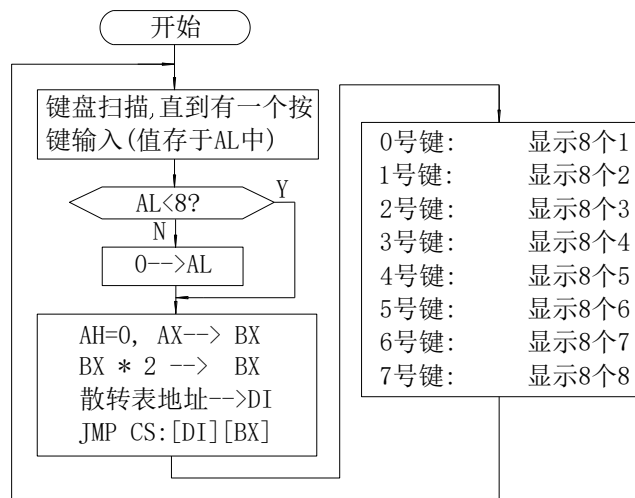 开始
键盘扫描,直到有一个按
键输入(值存于AL中)
AL<8?
Y
N
0-->AL
AH=0, AX--> BX
BX * 2 --> BX
散转表地址-->DI
JMP CS:[DI][BX]
0号键: 显示8个1
1号键: 显示8个2
2号键: 显示8个3
3号键: 显示8个4
4号键: 显示8个5
5号键: 显示8个6
6号键: 显示8个7
7号键: 显示8个8